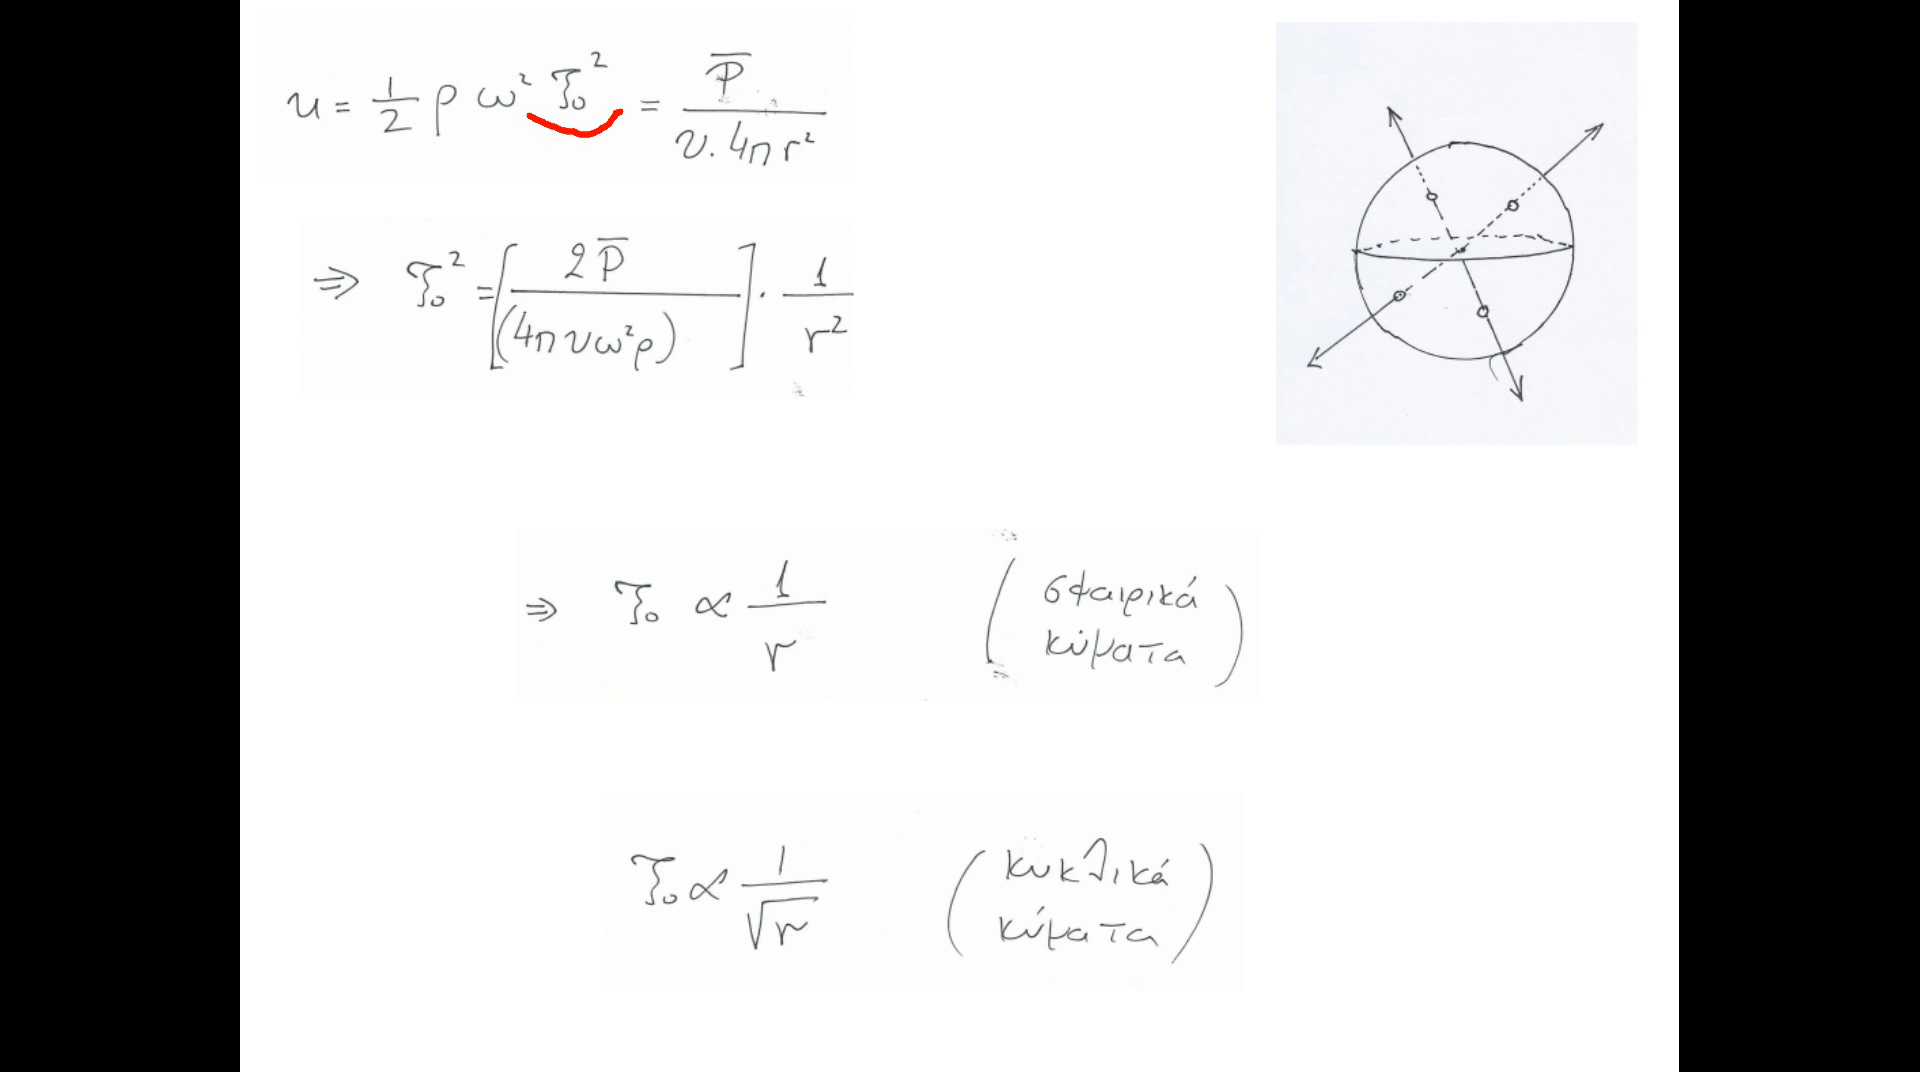 u = 1/2 ρ ω² ξ₀² = P̅ / υ. 4π r²
⇒ ξ₀² = [ 2P̅ / (4π υ ω² ρ) ] . 1 / r²
⇒ ξ₀ ∝ 1 / r ( σφαιρικά
κύματα )
ξ₀ ∝ 1 / √r ( κυκλικά
κύματα )